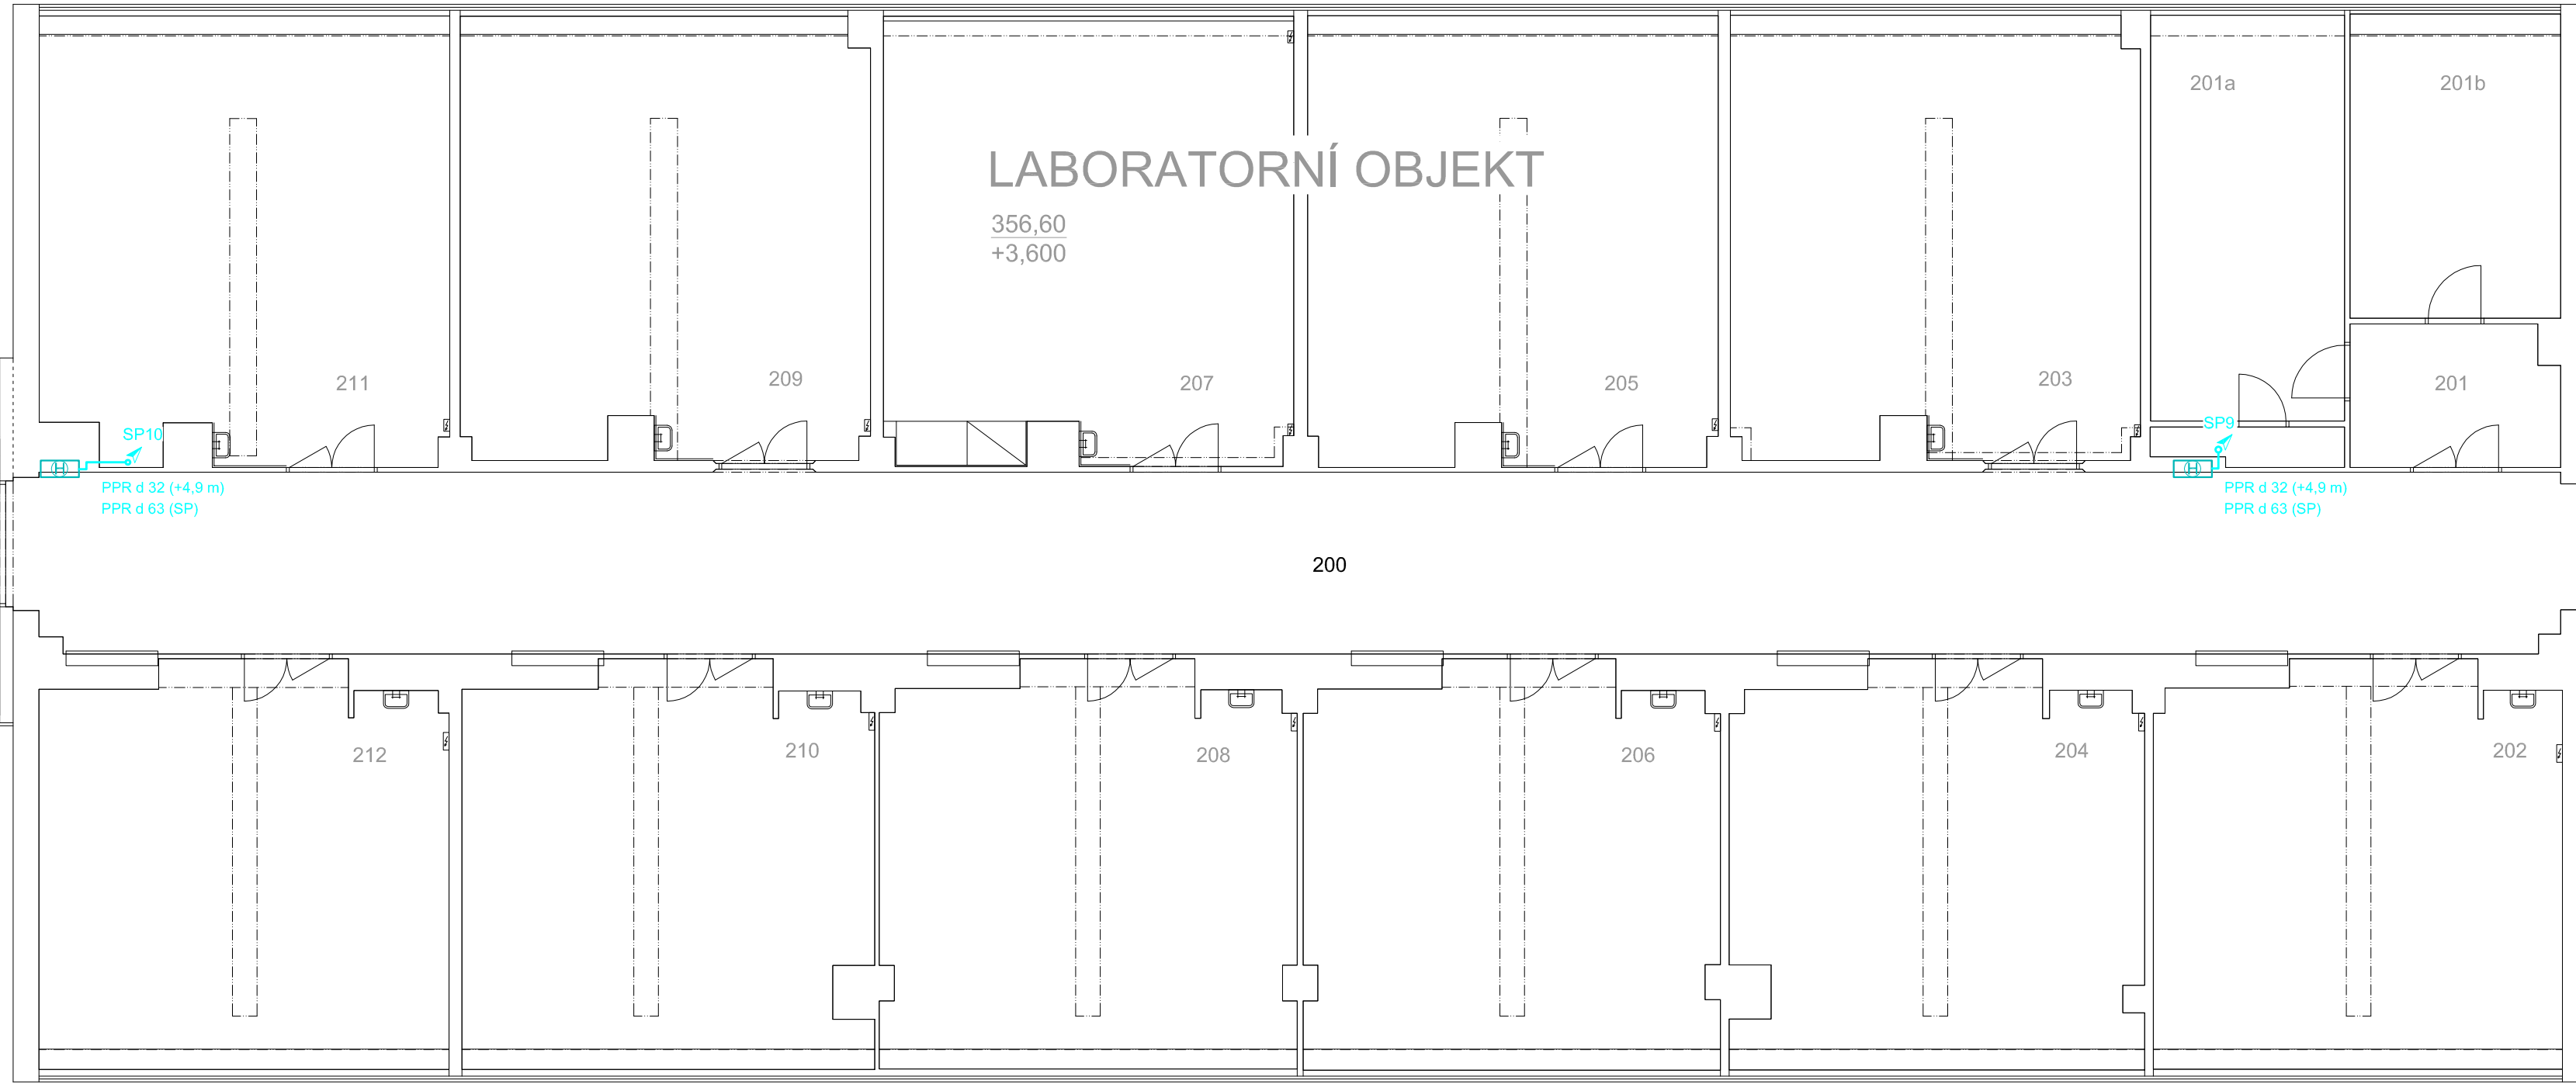 201a
201b
LABORATORNÍ OBJEKT
356,60
+3,600
211
209
207
205
203
201
SP10
SP9
H
H
PPR d 32 (+4,9 m)
PPR d 63 (SP)
PPR d 32 (+4,9 m)
PPR d 63 (SP)
200
212
210
208
206
204
202